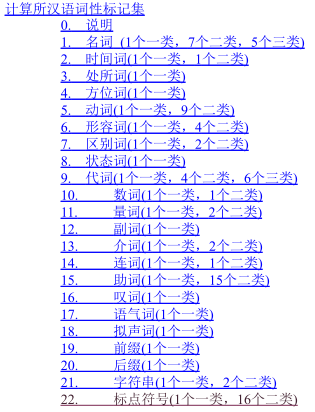 计算所汉语词性标记集
0. 说明
1. 名词 (1个一类，7个二类，5个三类)
2. 时间词(1个一类，1个二类)
3. 处所词(1个一类)
4. 方位词(1个一类)
5. 动词(1个一类，9个二类)
6. 形容词(1个一类，4个二类)
7. 区别词(1个一类，2个二类)
8. 状态词(1个一类)
9. 代词(1个一类，4个二类，6个三类)
10. 数词(1个一类，1个二类)
11. 量词(1个一类，2个二类)
12. 副词(1个一类)
13. 介词(1个一类，2个二类)
14. 连词(1个一类，1个二类)
15. 助词(1个一类，15个二类)
16. 叹词(1个一类)
17. 语气词(1个一类)
18. 拟声词(1个一类)
19. 前缀(1个一类)
20. 后缀(1个一类)
21. 字符串(1个一类，2个二类)
22. 标点符号(1个一类，16个二类)